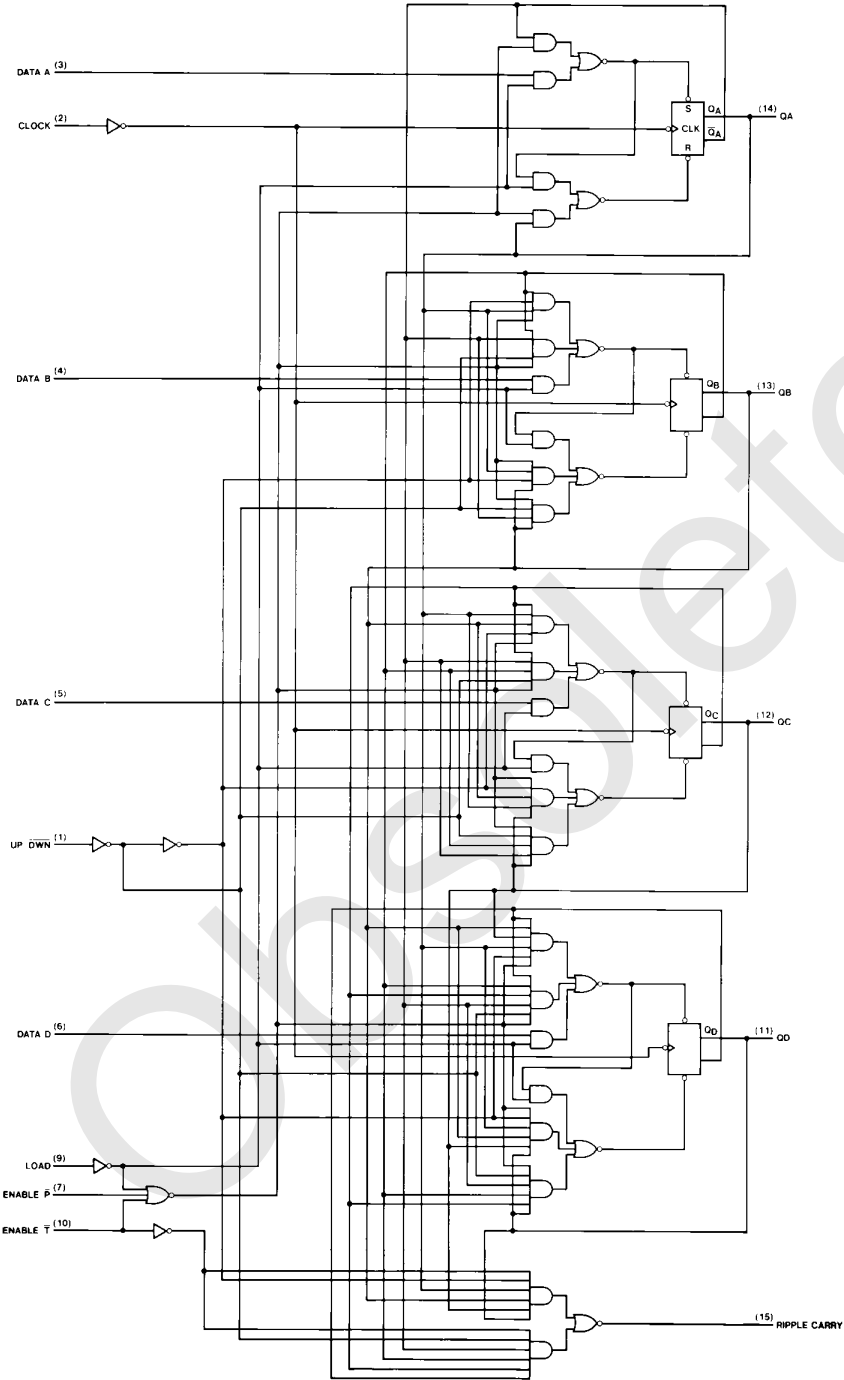 DATA A (3)
CLOCK (2)
S QA
CLK Q̅A
R
(14) QA
DATA B (4)
QB
(13) QB
DATA C (5)
QC
(12) QC
UP D̅W̅N̅ (1)
DATA D (6)
QD
(11) QD
LOAD (9)
ENABLE P̅ (7)
ENABLE T̅ (10)
(15) RIPPLE CARRY
Obsolete